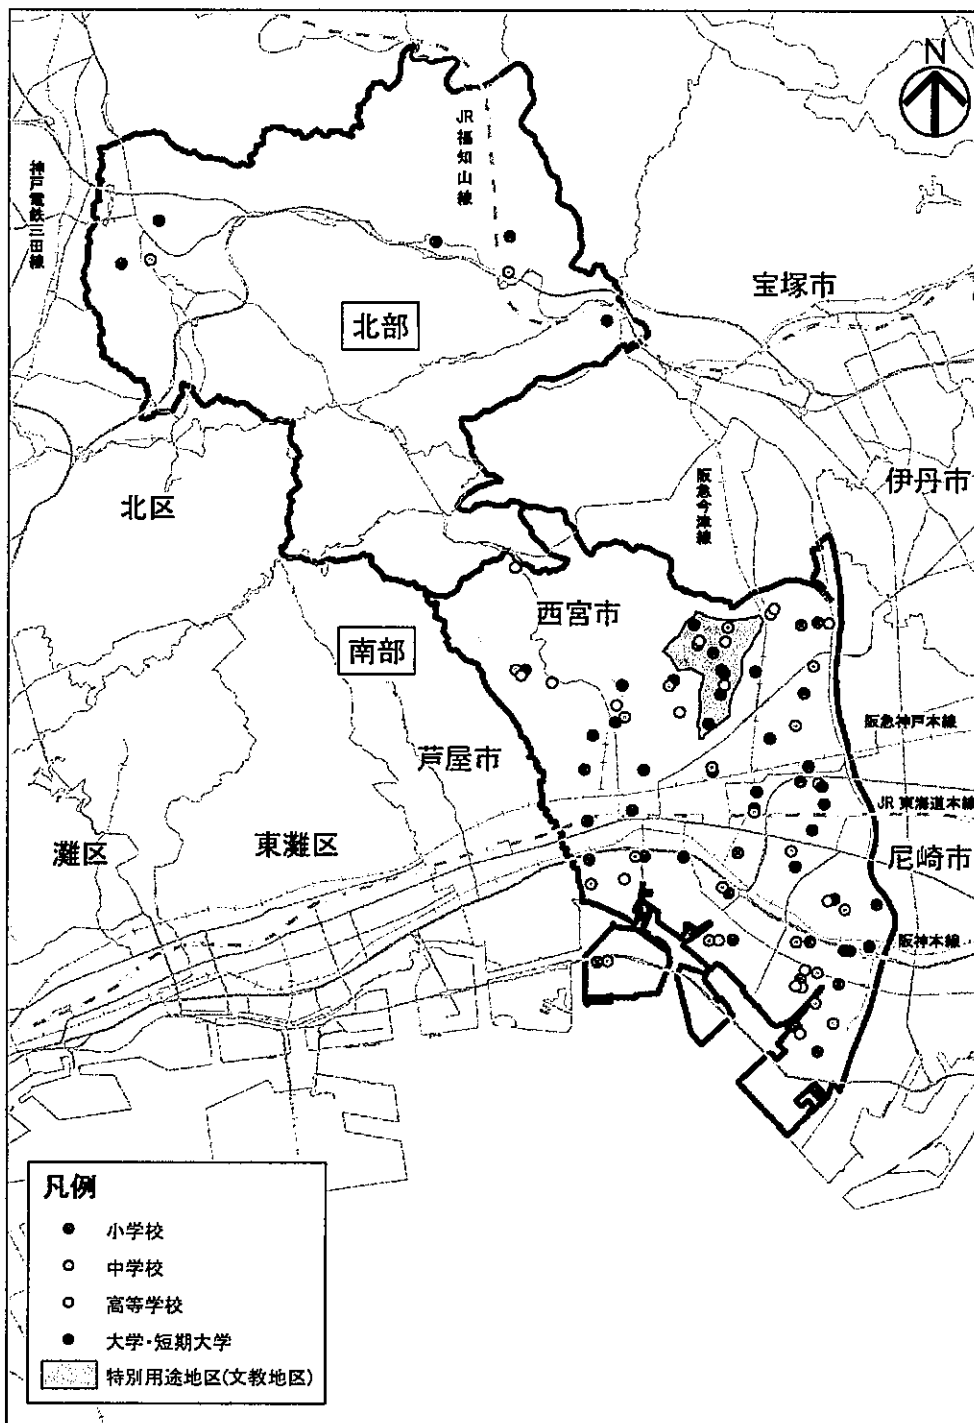 N
JR福知山線
神戸電鉄三田線
宝塚市
北部
阪急今津線
伊丹市
北区
西宮市
南部
芦屋市
阪急神戸本線
JR東海道本線
灘区
東灘区
尼崎市
阪神本線
凡例
小学校
中学校
高等学校
大学・短期大学
特別用途地区(文教地区)